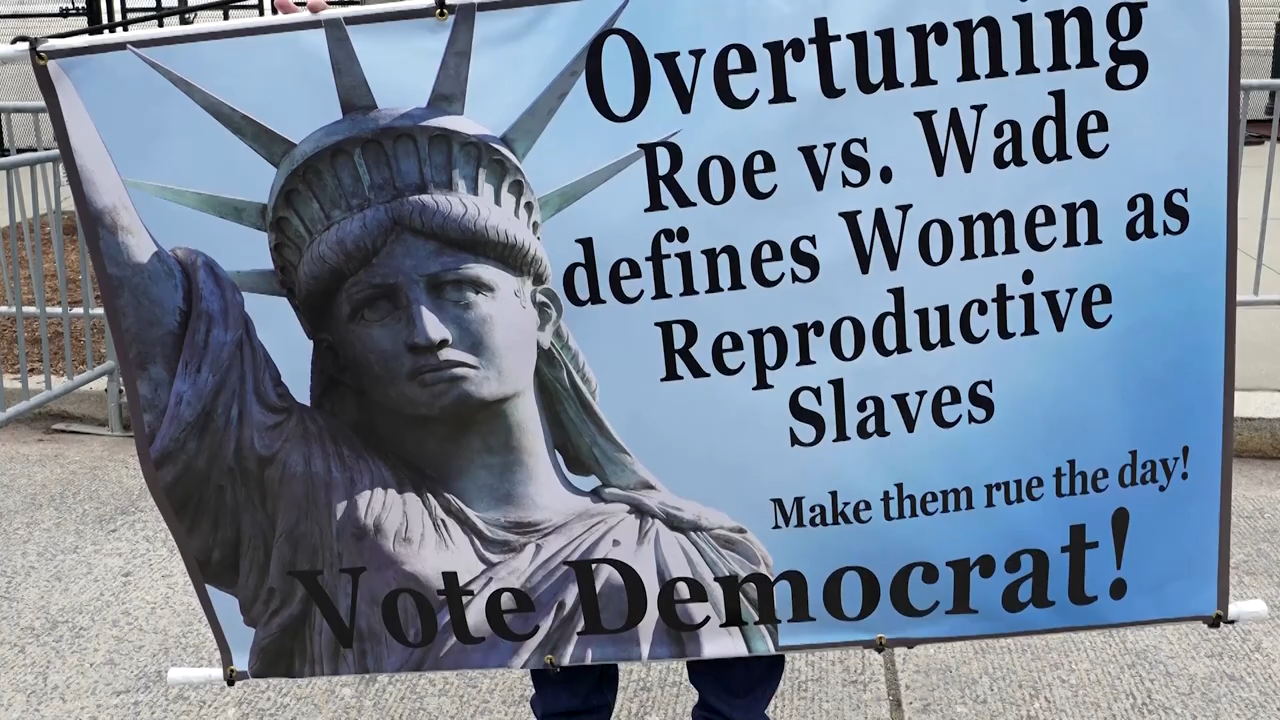 Overturning
Roe vs. Wade
defines Women as
Reproductive
Slaves
Make them rue the day!
Vote Democrat!